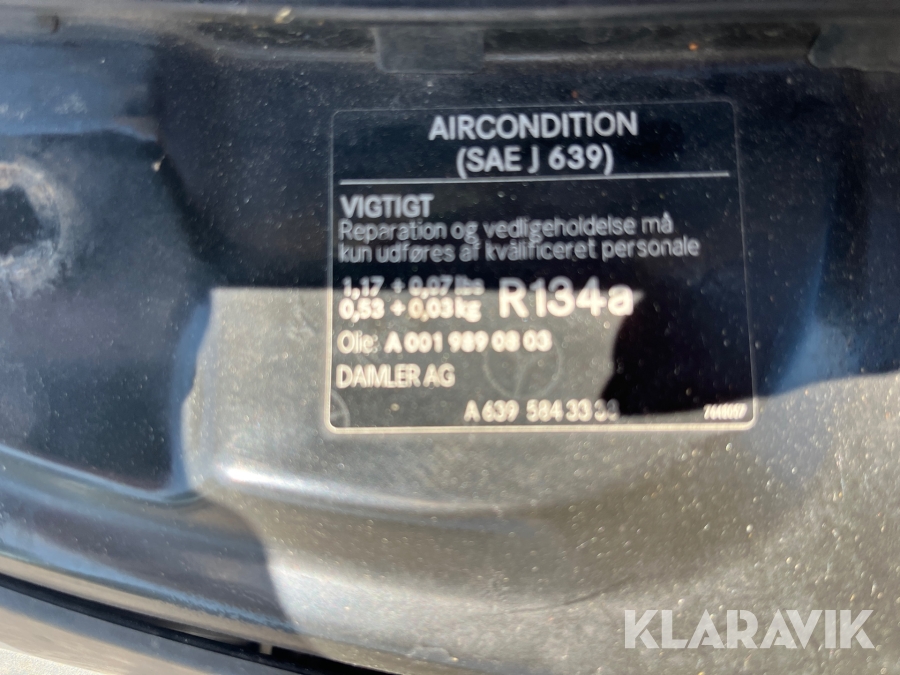 AIRCONDITION
(SAE J 639)
VIGTIGT
Reparation og vedligeholdelse må
kun udføres af kvalificeret personale
1,17 + 0,07 lbs
0,53 + 0,03 kg R134a
Olie: A 001 989 08 03
DAIMLER AG
A 639 584 33
KLARAVIK